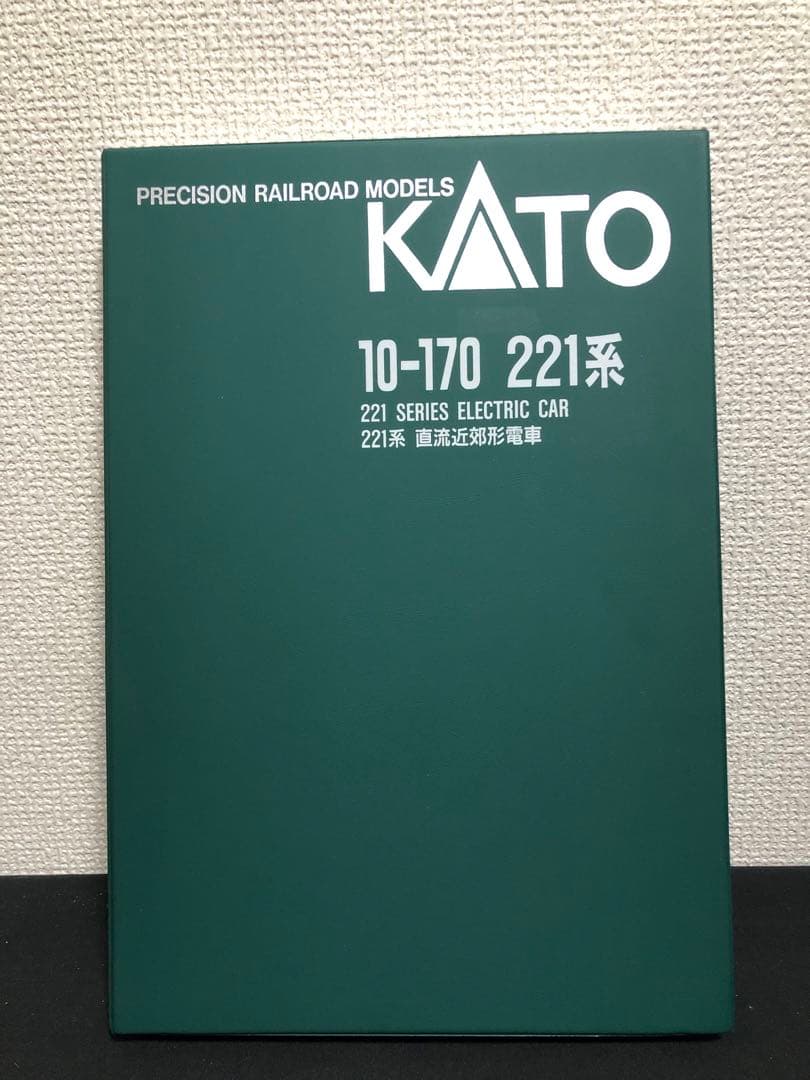 PRECISION RAILROAD MODELS
KATO
10-170 221系
221 SERIES ELECTRIC CAR
221系 直流近郊形電車